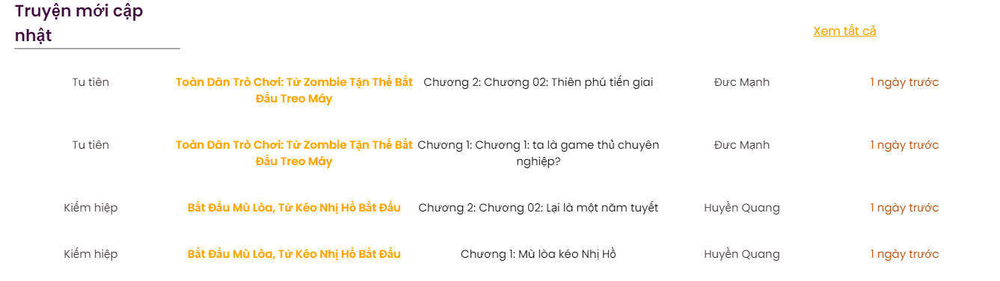 Truyện mới cập
nhật
Xem tất cả
Tu tiên
Toàn Dân Trò Chơi: Từ Zombie Tận Thế Bắt
Đầu Treo Máy
Chương 2: Chương 02: Thiên phú tiến giai
Đưc Mạnh
1 ngày trước
Tu tiên
Toàn Dân Trò Chơi: Từ Zombie Tận Thế Bắt
Đầu Treo Máy
Chương 1: Chương 1: ta là game thủ chuyên
nghiệp?
Đưc Mạnh
1 ngày trước
Kiếm hiệp
Bắt Đầu Mù Lòa, Từ Kéo Nhị Hồ Bắt Đầu
Chương 2: Chương 02: Lại là một năm tuyết
Huyền Quang
1 ngày trước
Kiếm hiệp
Bắt Đầu Mù Lòa, Từ Kéo Nhị Hồ Bắt Đầu
Chương 1: Mù lòa kéo Nhị Hồ
Huyền Quang
1 ngày trước